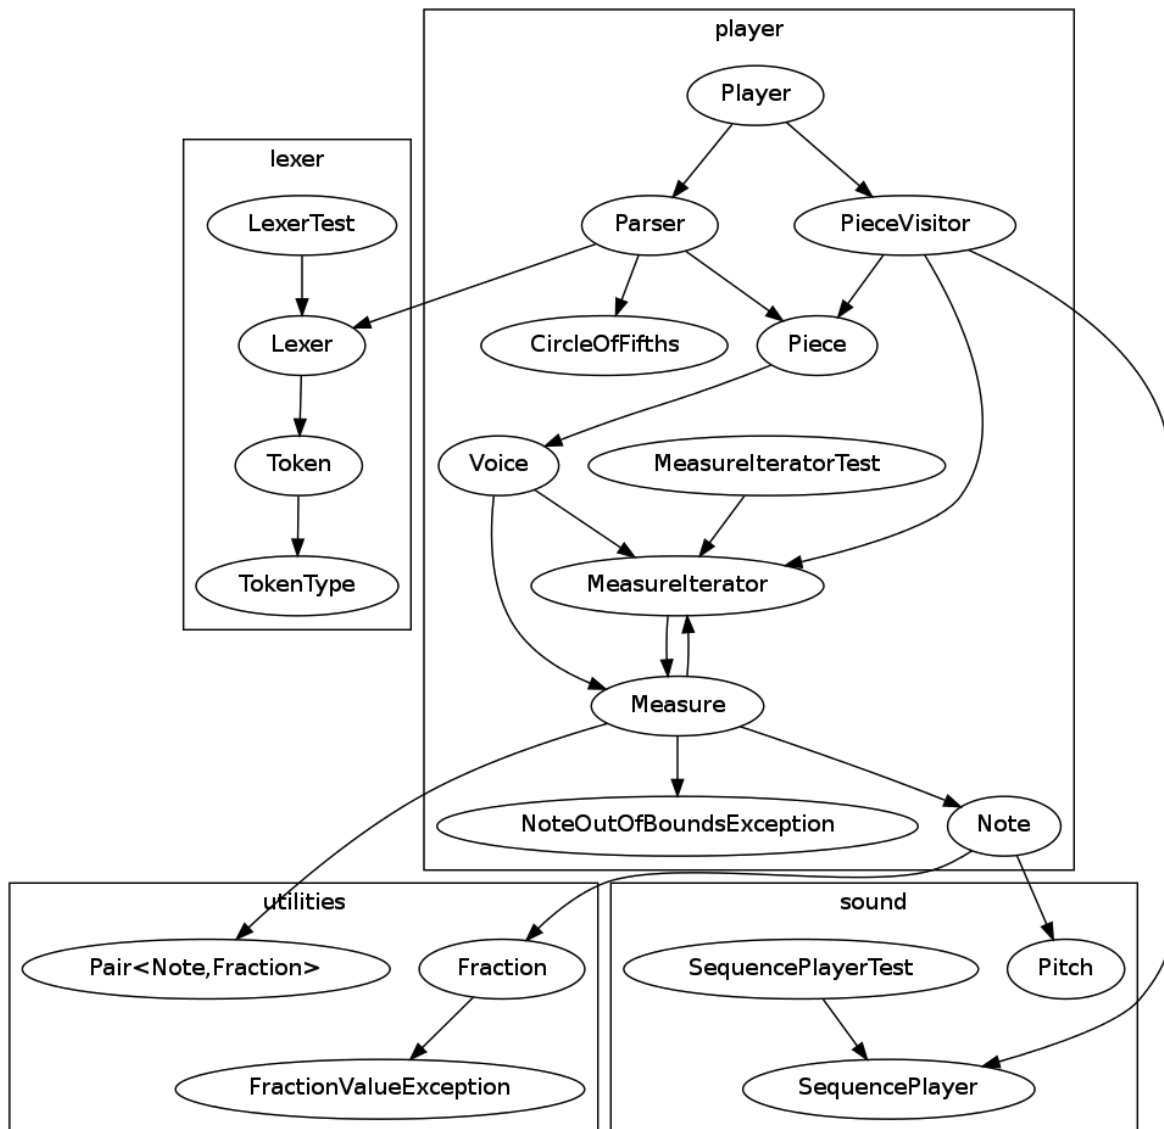 player
Player
lexer
LexerTest
Parser
PieceVisitor
Lexer
CircleOfFifths
Piece
Token
Voice
MeasureIteratorTest
TokenType
MeasureIterator
Measure
NoteOutOfBoundsException
Note
utilities
sound
Pair<Note,Fraction>
Fraction
SequencePlayerTest
Pitch
FractionValueException
SequencePlayer